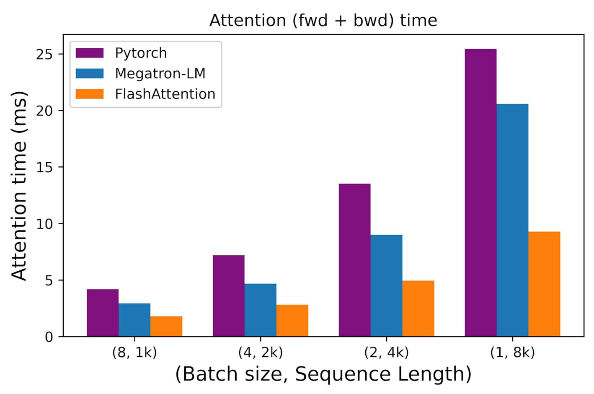 Attention (fwd + bwd) time
Pytorch
Megatron-LM
FlashAttention
Attention time (ms)
25
20
15
10
5
0
(8, 1k)
(4, 2k)
(2, 4k)
(1, 8k)
(Batch size, Sequence Length)